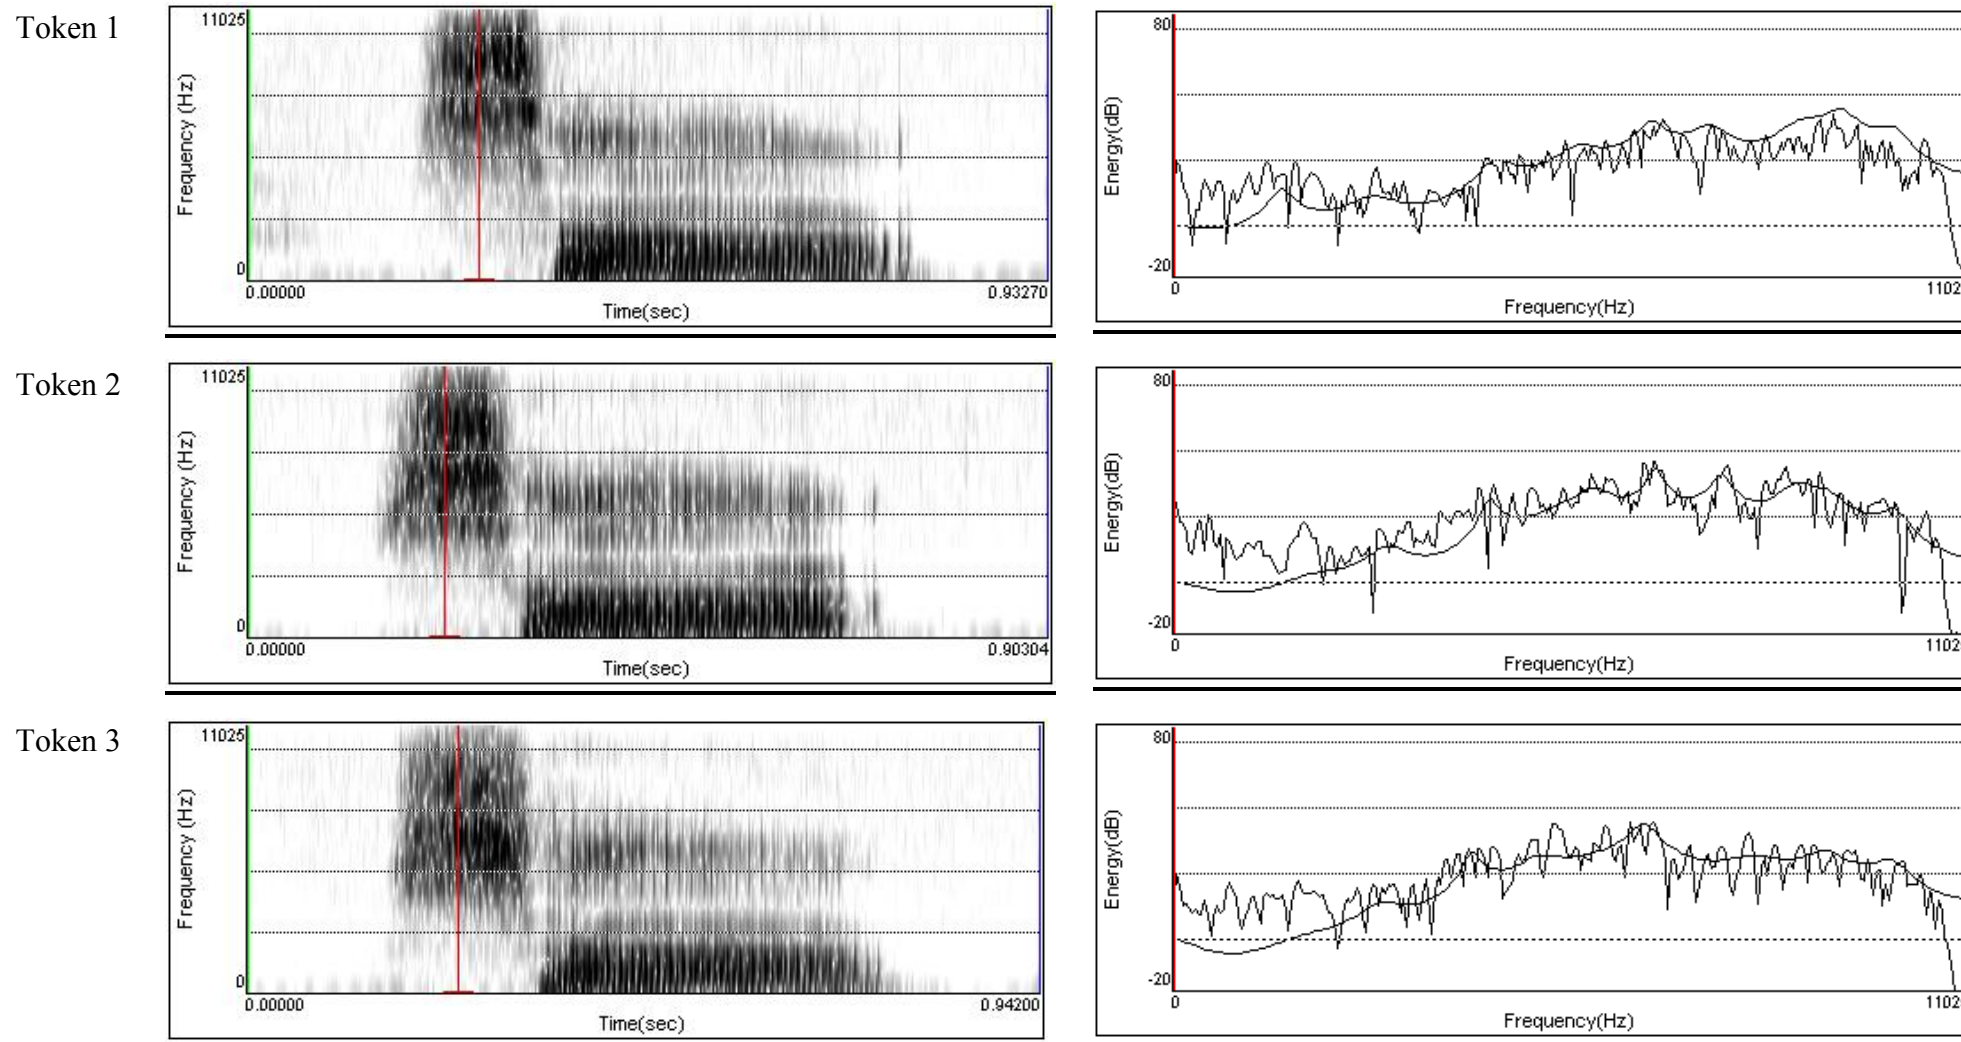 Token 1
11025
Frequency (Hz)
0
0.00000
0.93270
Time(sec)
80
Energy(dB)
-20
0
1102
Frequency(Hz)
Token 2
11025
Frequency (Hz)
0
0.00000
0.90304
Time(sec)
80
Energy(dB)
-20
0
1102
Frequency(Hz)
Token 3
11025
Frequency (Hz)
0
0.00000
0.94200
Time(sec)
80
Energy(dB)
-20
0
1102
Frequency(Hz)